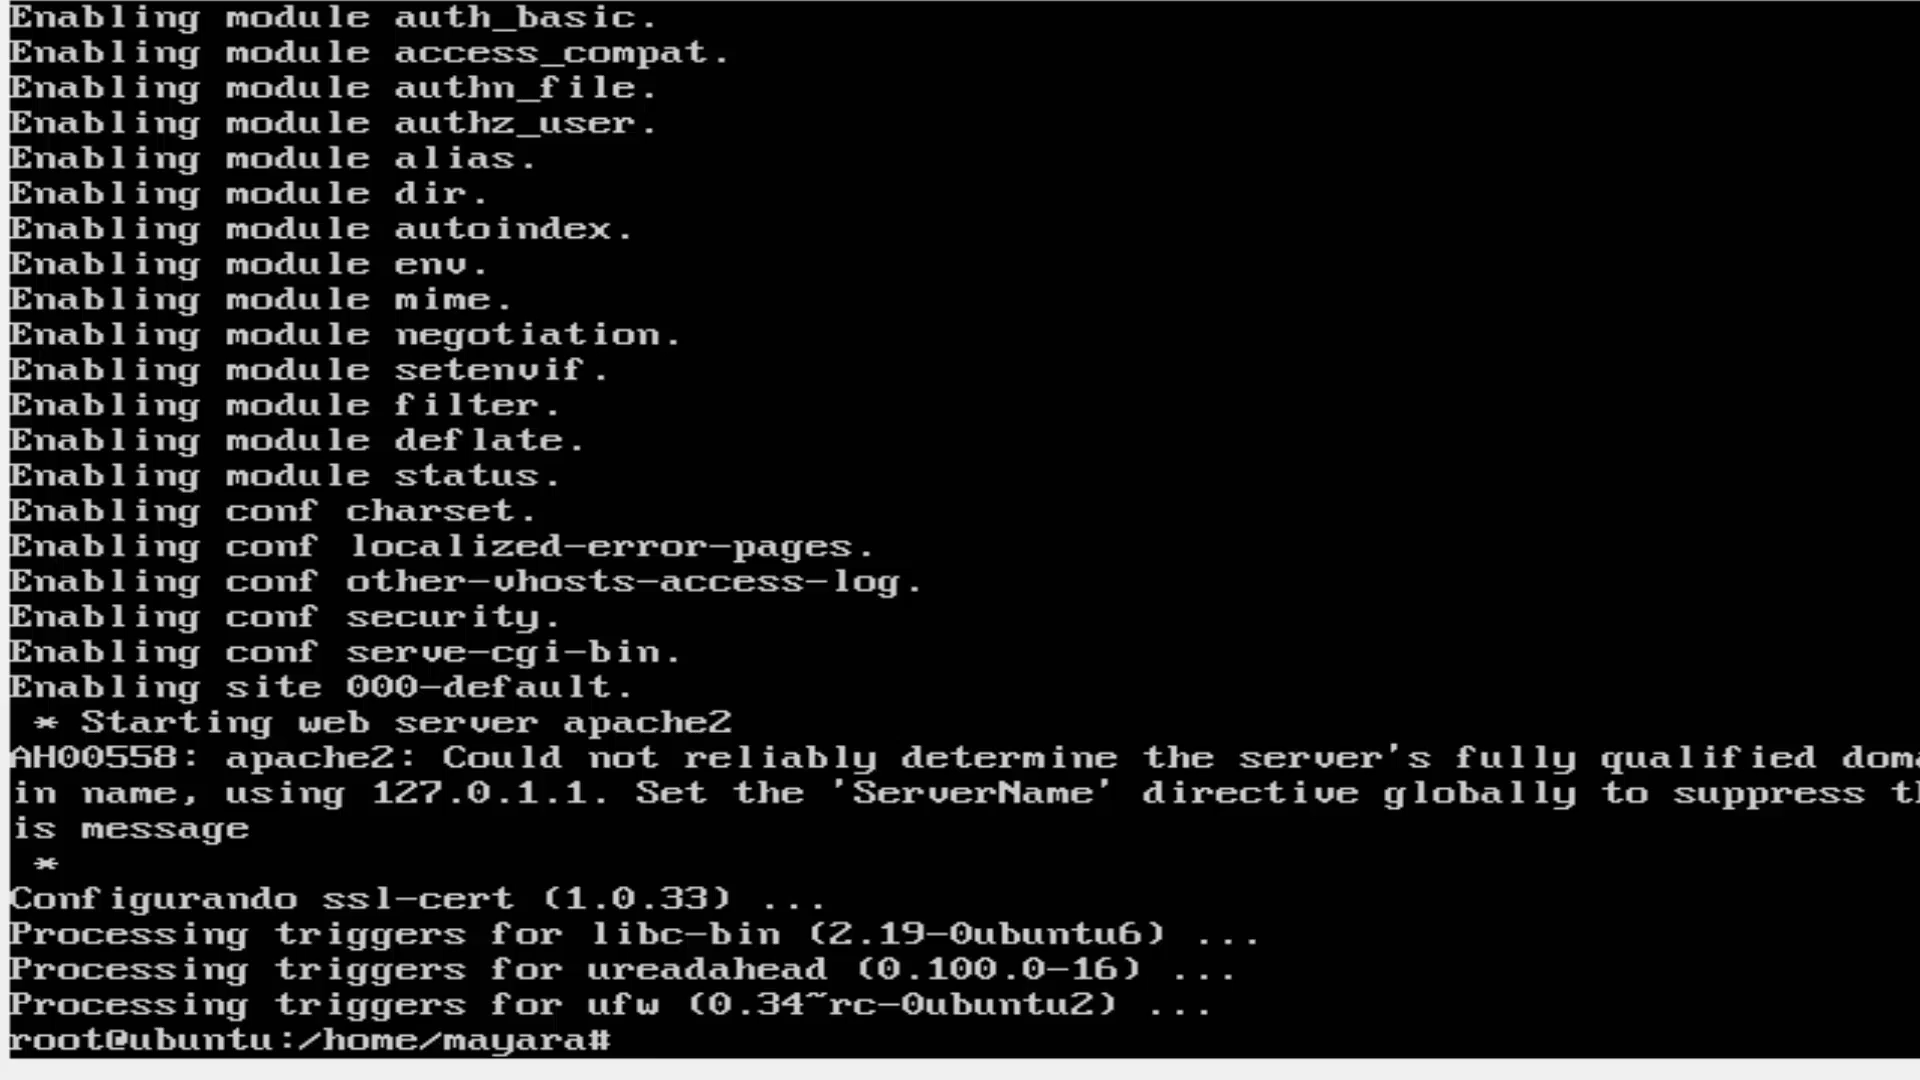 Enabling module auth_basic.
Enabling module access_compat.
Enabling module authn_file.
Enabling module authz_user.
Enabling module alias.
Enabling module dir.
Enabling module autoindex.
Enabling module env.
Enabling module mime.
Enabling module negotiation.
Enabling module setenvif.
Enabling module filter.
Enabling module deflate.
Enabling module status.
Enabling conf charset.
Enabling conf localized-error-pages.
Enabling conf other-vhosts-access-log.
Enabling conf security.
Enabling conf serve-cgi-bin.
Enabling site 000-default.
 * Starting web server apache2
AH00558: apache2: Could not reliably determine the server's fully qualified doma
in name, using 127.0.1.1. Set the 'ServerName' directive globally to suppress th
is message
 *
Configurando ssl-cert (1.0.33) ...
Processing triggers for libc-bin (2.19-0ubuntu6) ...
Processing triggers for ureadahead (0.100.0-16) ...
Processing triggers for ufw (0.34~rc-0ubuntu2) ...
root@ubuntu:/home/mayara#